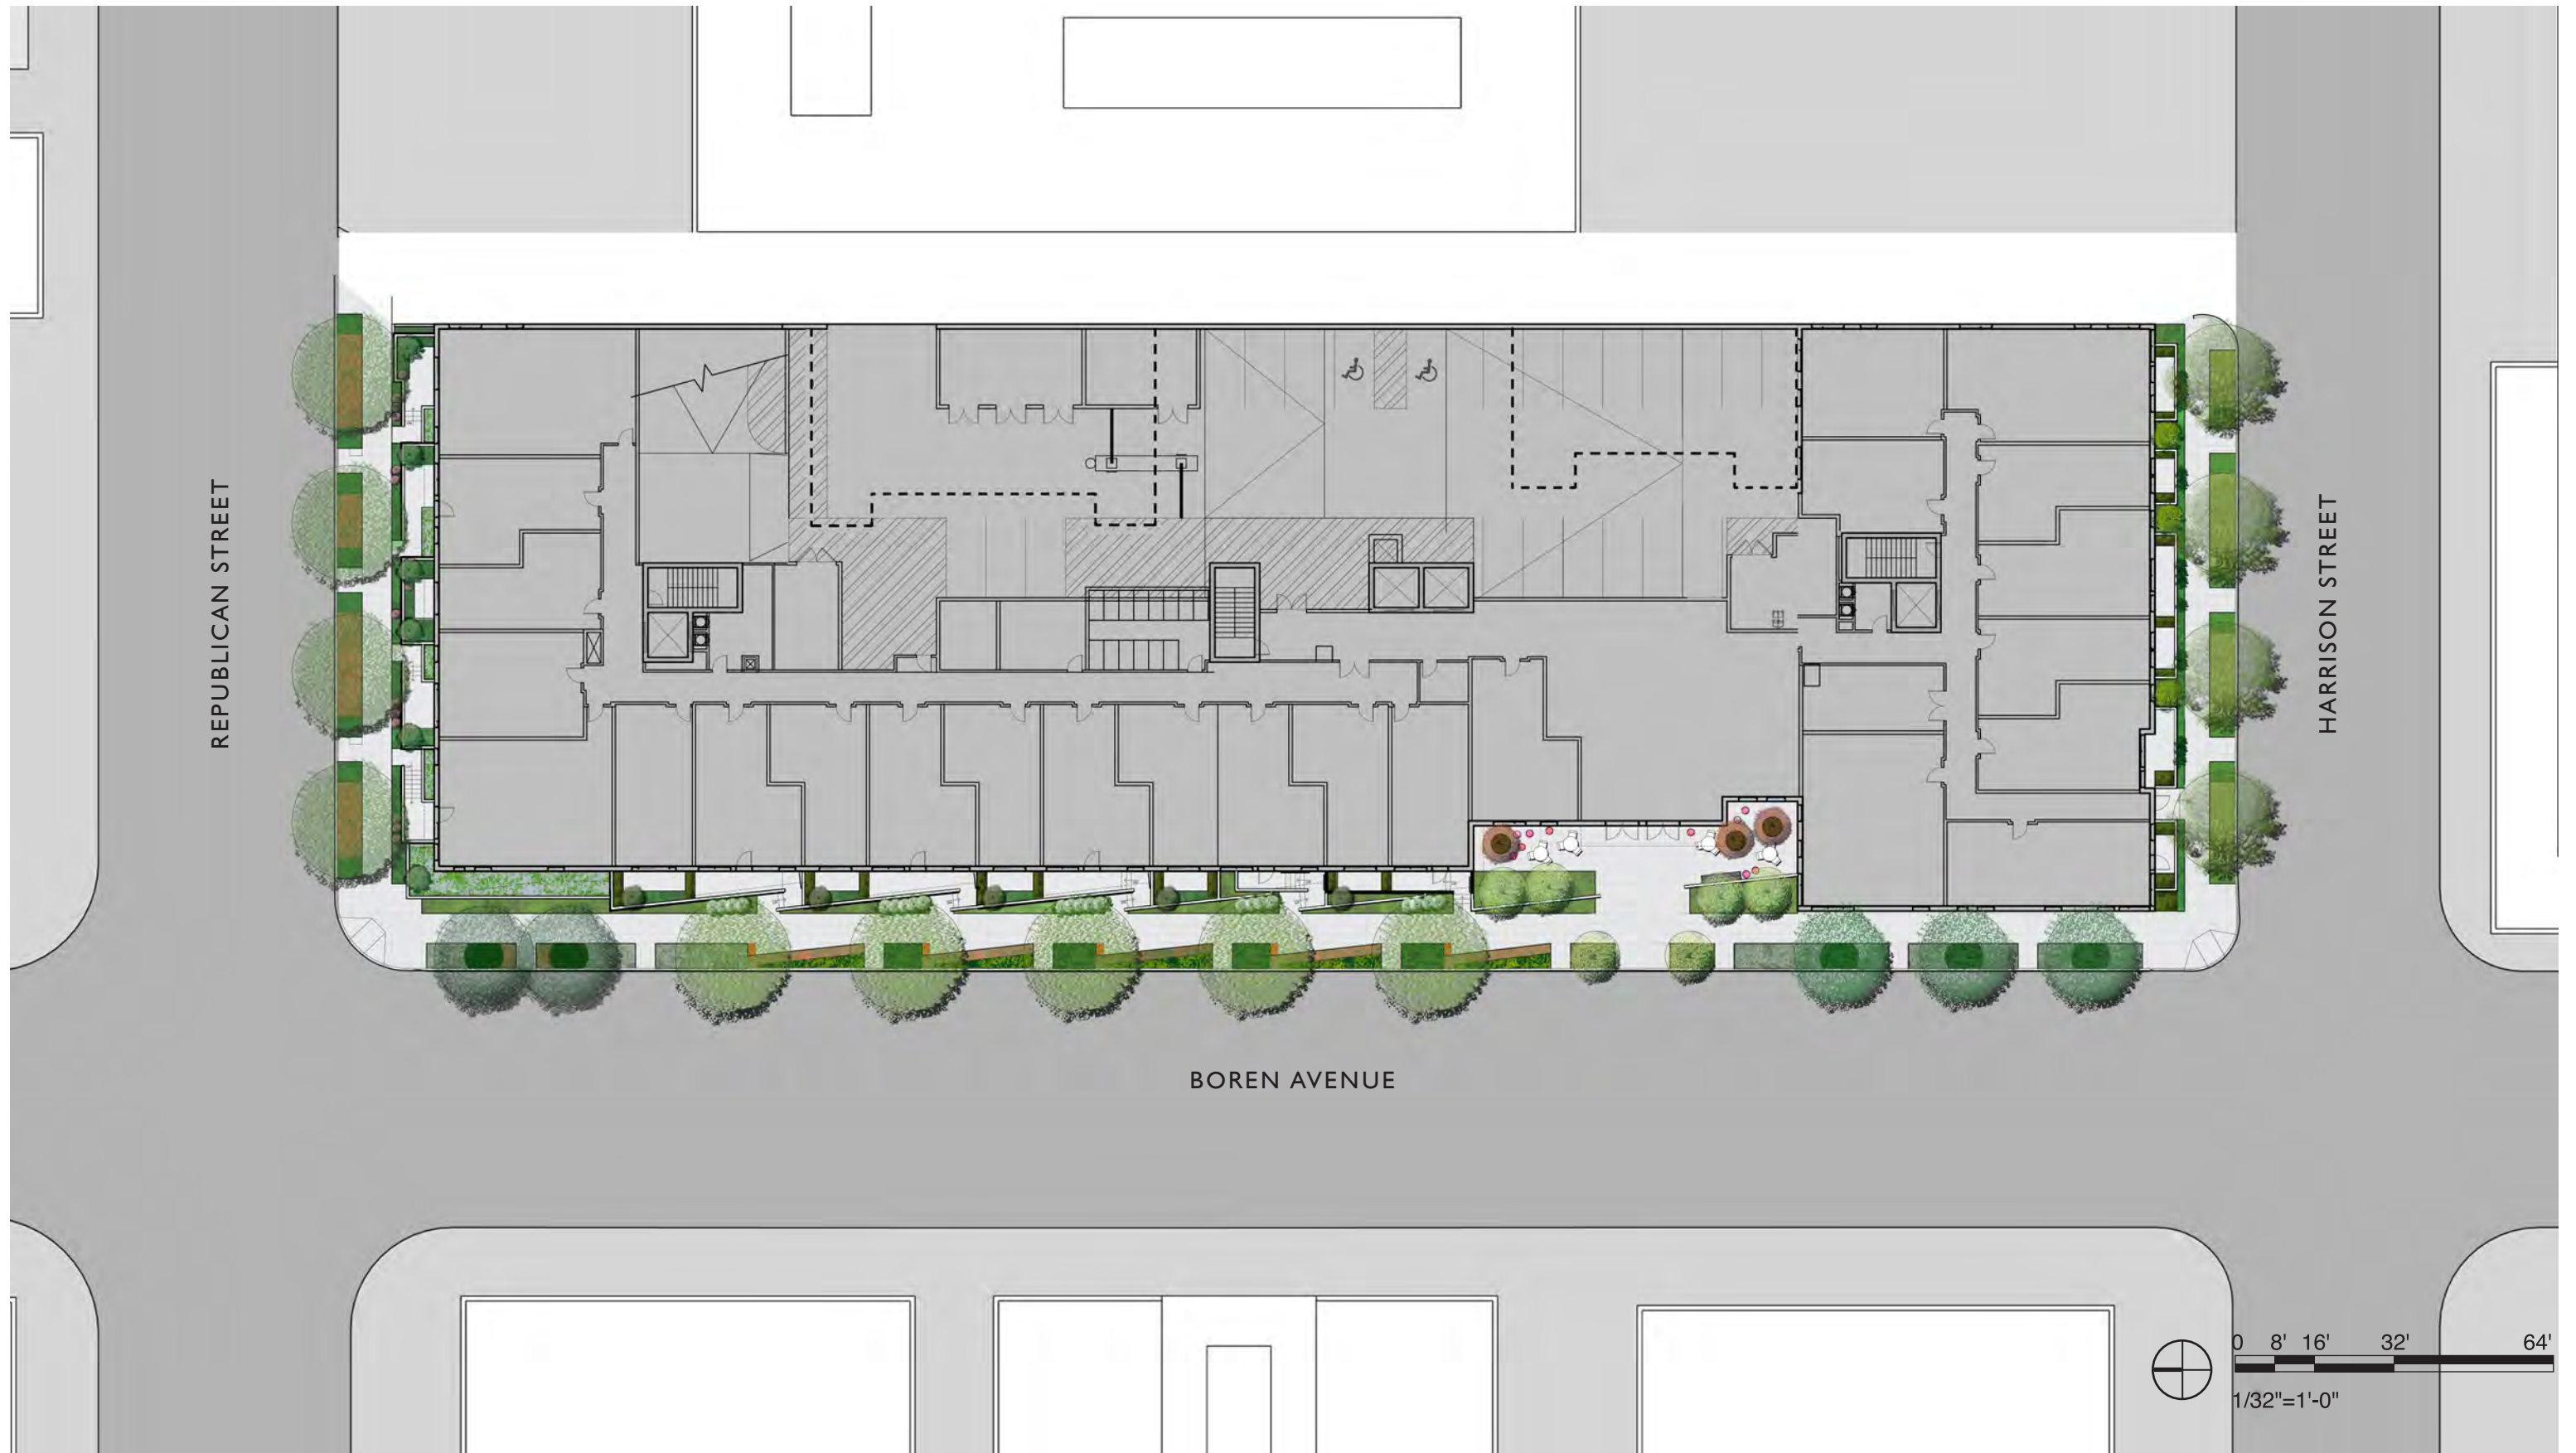 REPUBLICAN STREET
HARRISON STREET
BOREN AVENUE
0 8' 16' 32' 64'
1/32"=1'-0"